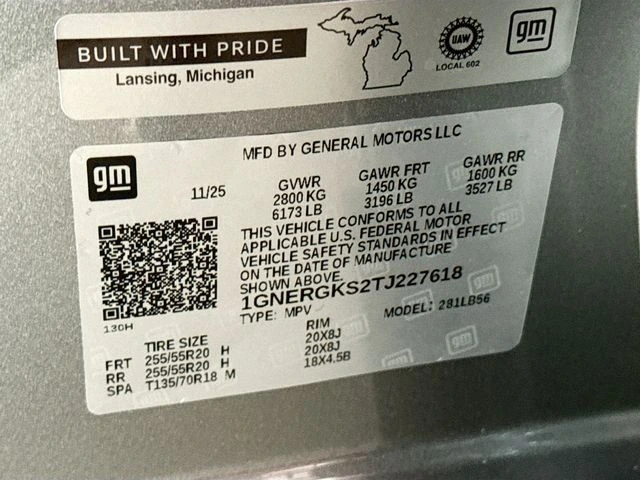 BUILT WITH PRIDE
Lansing, Michigan
UAW
LOCAL 602
gm
gm
MFD BY GENERAL MOTORS LLC
11/25
GVWR
2800 KG
6173 LB
GAWR FRT
1450 KG
3196 LB
GAWR RR
1600 KG
3527 LB
THIS VEHICLE CONFORMS TO ALL
APPLICABLE U.S. FEDERAL MOTOR
VEHICLE SAFETY STANDARDS IN EFFECT
ON THE DATE OF MANUFACTURE
SHOWN ABOVE.
1GNERGKS2TJ227618
TYPE: MPV
MODEL: 281LB56
130H
TIRE SIZE
RIM
FRT 255/55R20 H 20X8J
RR 255/55R20 H 20X8J
SPA T135/70R18 M 18X4.5B